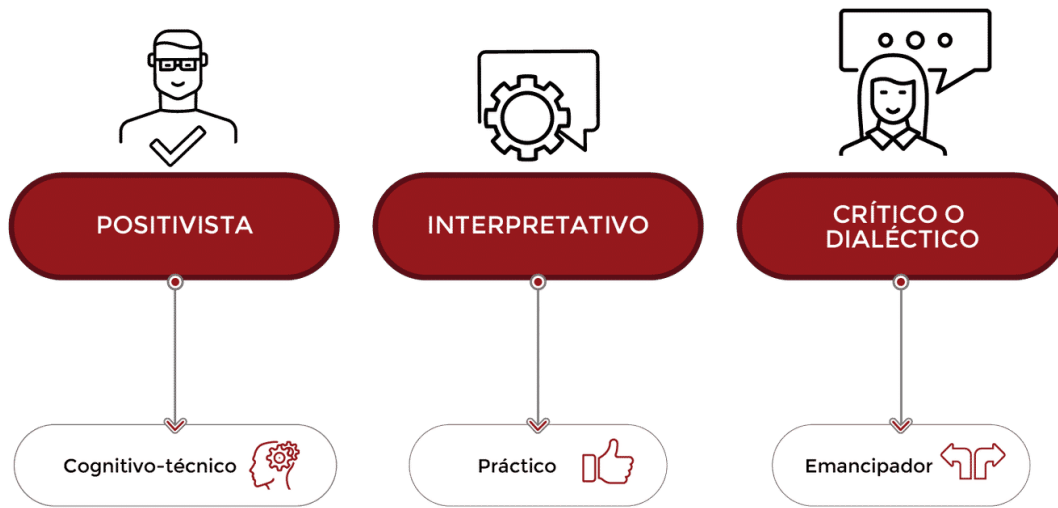 POSITIVISTA
INTERPRETATIVO
CRÍTICO O
DIALÉCTICO
Cognitivo-técnico
Práctico
Emancipador